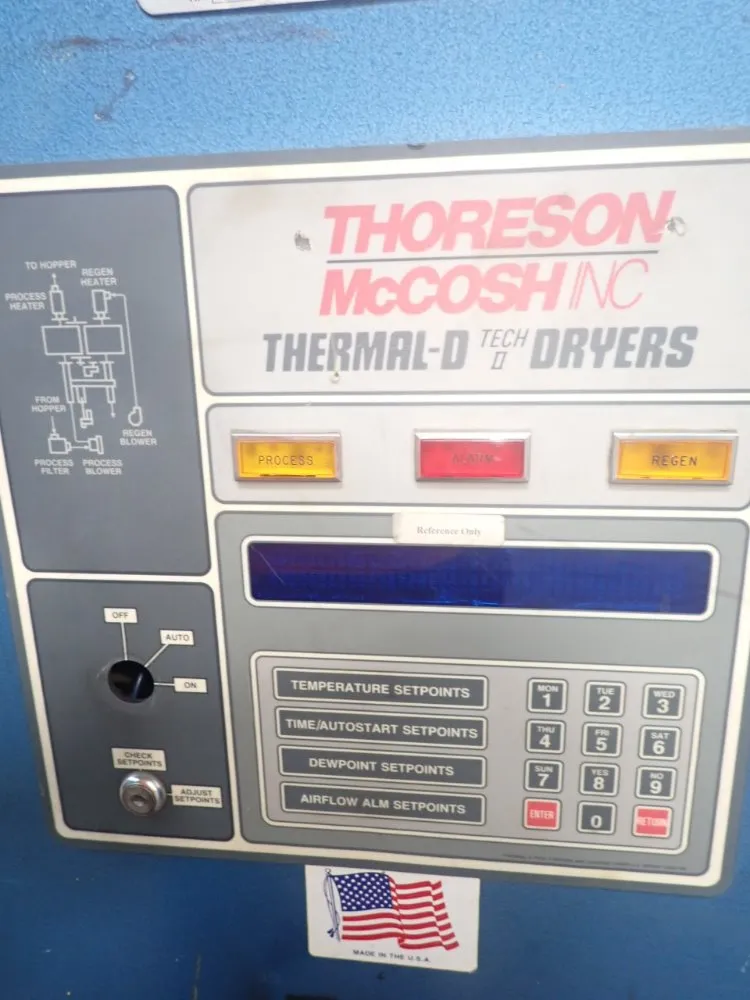 THORESON
McCOSH INC
THERMAL-D TECH II DRYERS
TO HOPPER
REGEN
HEATER
PROCESS
HEATER
FROM
HOPPER
REGEN
BLOWER
PROCESS
FILTER
PROCESS
BLOWER
PROCESS
ALARM
REGEN
Reference Only
OFF
AUTO
ON
CHECK
SETPOINTS
ADJUST
SETPOINTS
TEMPERATURE SETPOINTS
TIME/AUTOSTART SETPOINTS
DEWPOINT SETPOINTS
AIRFLOW ALM SETPOINTS
MON
1
TUE
2
WED
3
THU
4
FRI
5
SAT
6
SUN
7
YES
8
NO
9
ENTER
0
RETURN
MADE IN THE U.S.A.